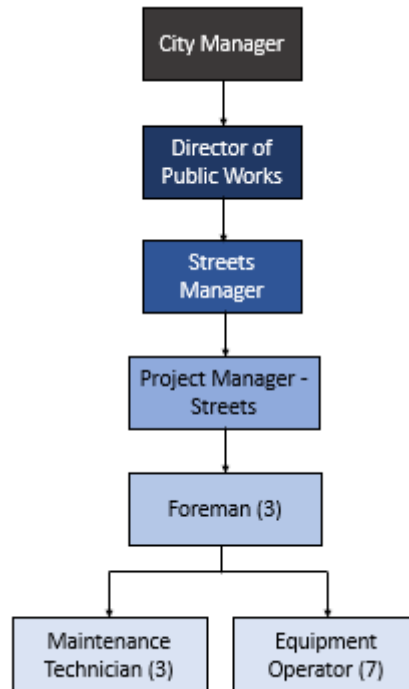 City Manager
Director of
Public Works
Streets
Manager
Project Manager -
Streets
Foreman (3)
Maintenance
Technician (3)
Equipment
Operator (7)